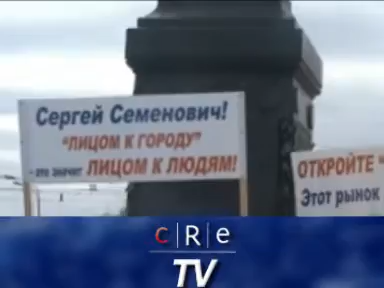 Сергей Семенович!
"ЛИЦОМ К ГОРОДУ"
- это значит ЛИЦОМ К ЛЮДЯМ!
ОТКРОЙТЕ "
Этот рынок
c|R|e
TV